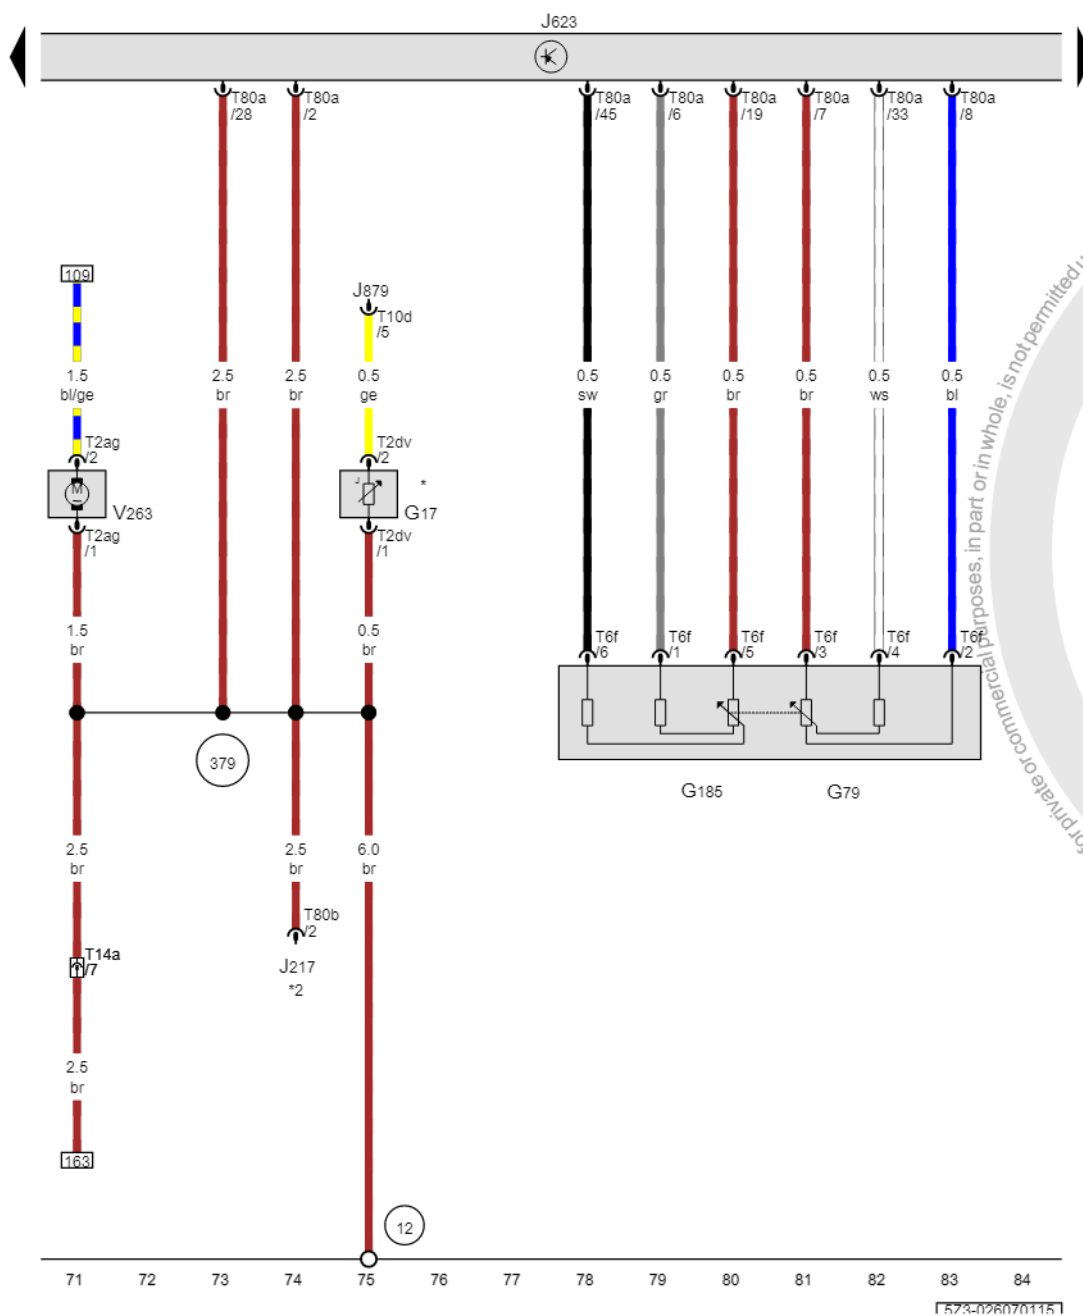 J623
T80a /28
T80a /2
T80a /45
T80a /6
T80a /19
T80a /7
T80a /33
T80a /8
109
J879
T10d /5
1.5 bl/ge
2.5 br
2.5 br
0.5 ge
0.5 sw
0.5 gr
0.5 br
0.5 br
0.5 ws
0.5 bl
T2ag /2
T2dv /2
M
J
*
V263
G17
T2ag /1
T2dv /1
1.5 br
0.5 br
T6f /6
T6f /1
T6f /5
T6f /3
T6f /4
T6f /2
379
G185
G79
2.5 br
2.5 br
6.0 br
T80b /2
T14a /7
J217
*2
2.5 br
163
12
71 72 73 74 75 76 77 78 79 80 81 82 83 84
573-026070115
for private or commercial purposes, in part or in whole, is not permitted